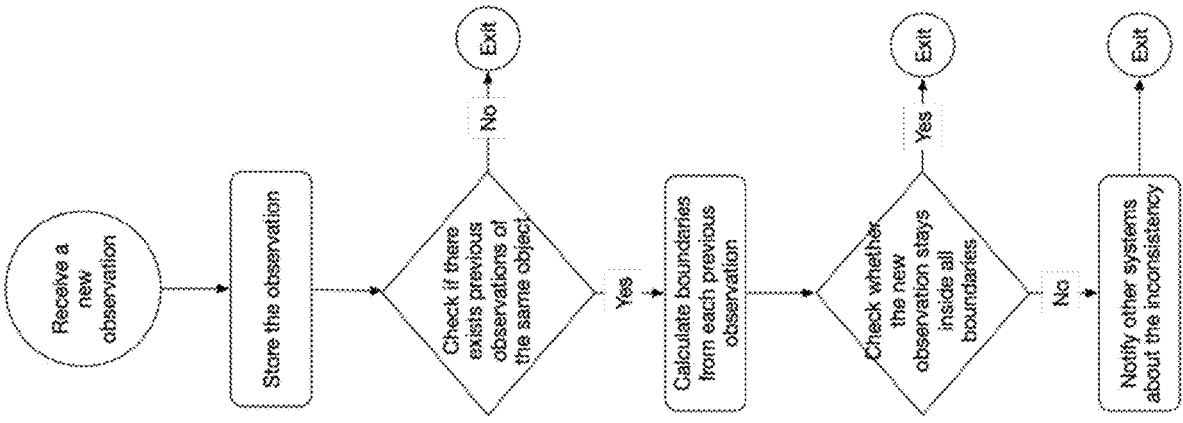 Receive a
new
observation
Store the observation
Check if there
exists previous
observations of
the same object
No
Exit
Yes
Calculate boundaries
from each previous
observation
Check whether
the new
observation stays
inside all
boundaries
Yes
Exit
No
Notify other systems
about the inconsistency
Exit